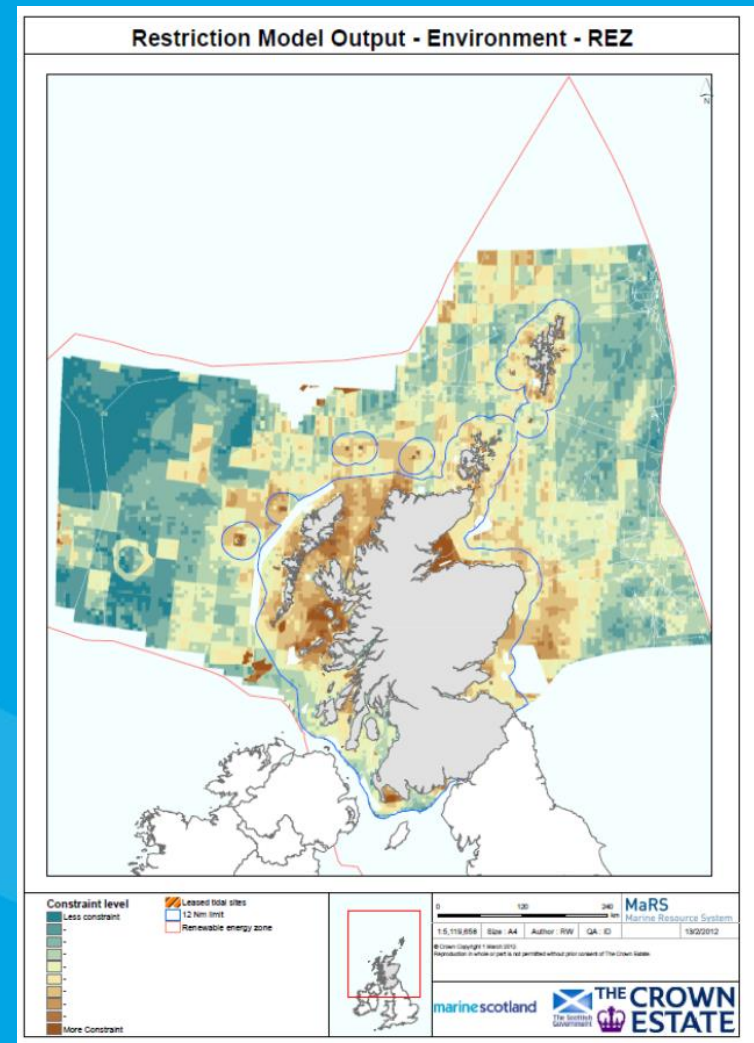 Restriction Model Output - Environment - REZ
N
Constraint level
Less constraint
-
-
-
-
-
-
-
-
More Constraint
Leased tidal sites
12 Nm limit
Renewable energy zone
0 120 240
km
1:5,119,658 Size : A4 Author : RW QA : ID 13/2/2012
© Crown Copyright 1 March 2012
Reproduction in whole or part is not permitted without prior consent of The Crown Estate.
MaRS
Marine Resource System
marinescotland
The Scottish
Government
THE CROWN
ESTATE